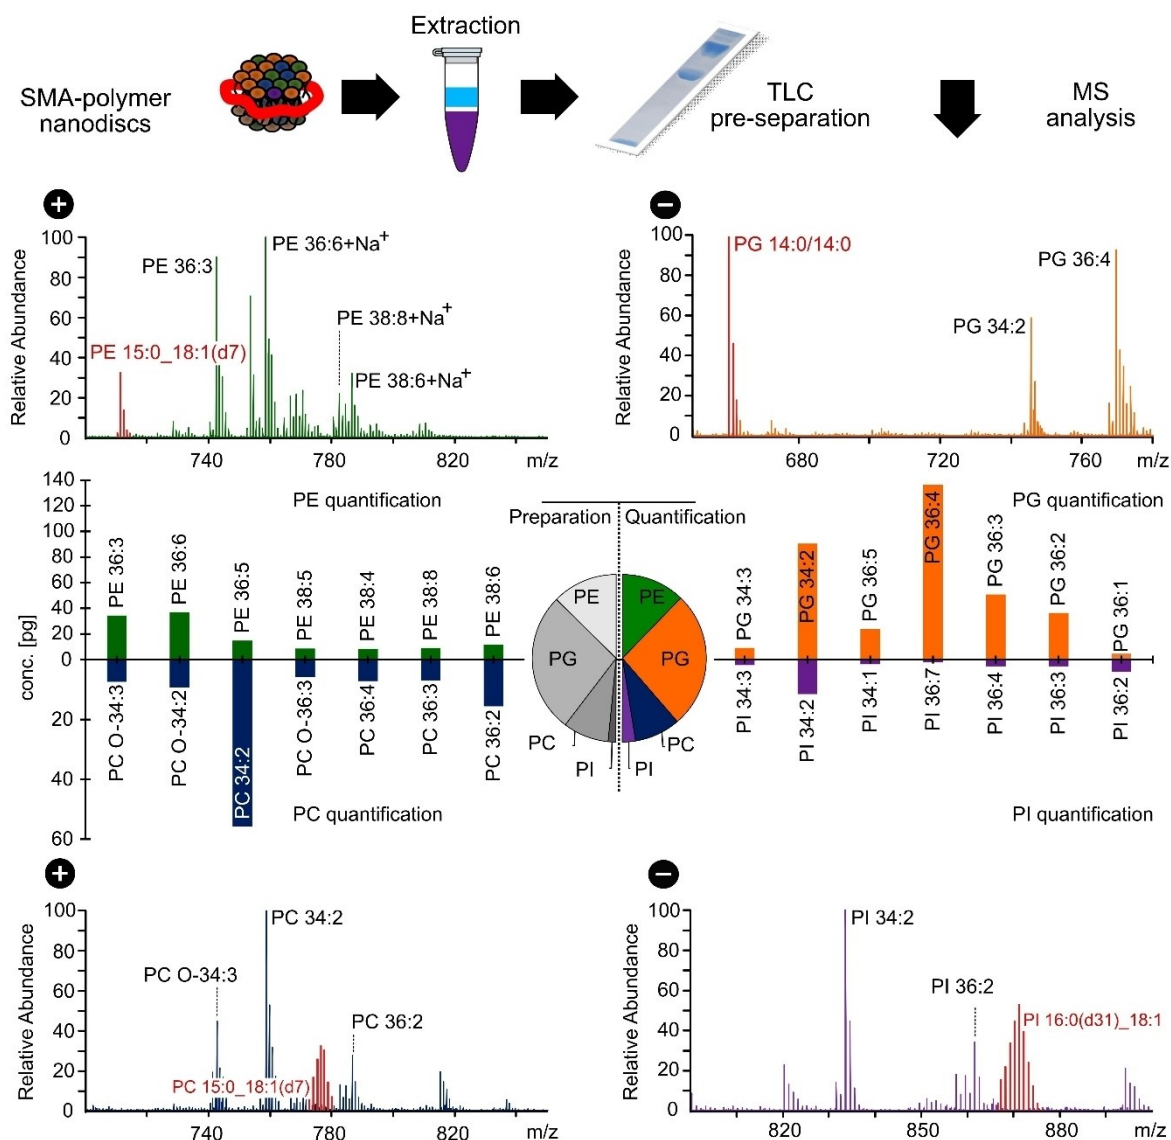 Extraction
SMA-polymer
nanodiscs
TLC
pre-separation
MS
analysis
+
Relative Abundance
100
80
60
40
20
0
PE 15:0_18:1(d7)
PE 36:3
PE 36:6+Na+
PE 38:8+Na+
PE 38:6+Na+
740
780
820
m/z
−
Relative Abundance
100
80
60
40
20
0
PG 14:0/14:0
PG 34:2
PG 36:4
680
720
760
m/z
conc. [pg]
140
120
100
80
60
40
20
0
20
40
60
PE quantification
PE 36:3
PE 36:6
PE 36:5
PE 38:5
PE 38:4
PE 38:8
PE 38:6
PC O-34:3
PC O-34:2
PC 34:2
PC O-36:3
PC 36:4
PC 36:3
PC 36:2
PC quantification
Preparation
Quantification
PE
PE
PG
PG
PC
PI
PI
PC
PG quantification
PG 34:3
PG 34:2
PG 36:5
PG 36:4
PG 36:3
PG 36:2
PG 36:1
PI 34:3
PI 34:2
PI 34:1
PI 36:7
PI 36:4
PI 36:3
PI 36:2
PI quantification
+
Relative Abundance
100
80
60
40
20
0
PC O-34:3
PC 34:2
PC 36:2
PC 15:0_18:1(d7)
740
780
820
m/z
−
Relative Abundance
100
80
60
40
20
0
PI 34:2
PI 36:2
PI 16:0(d31)_18:1
820
850
880
m/z